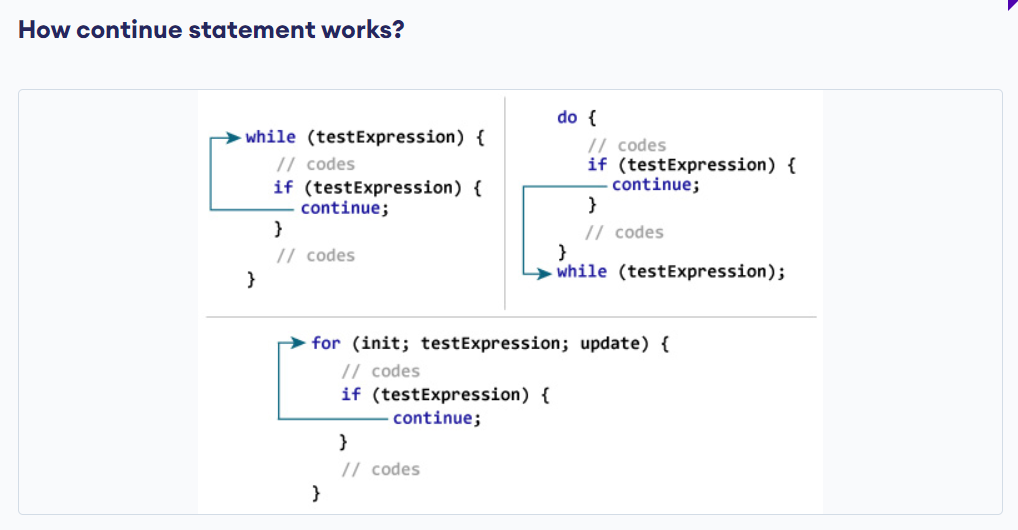 How continue statement works?
while (testExpression) {
// codes
if (testExpression) {
continue;
}
// codes
}
do {
// codes
if (testExpression) {
continue;
}
// codes
}
while (testExpression);
for (init; testExpression; update) {
// codes
if (testExpression) {
continue;
}
// codes
}